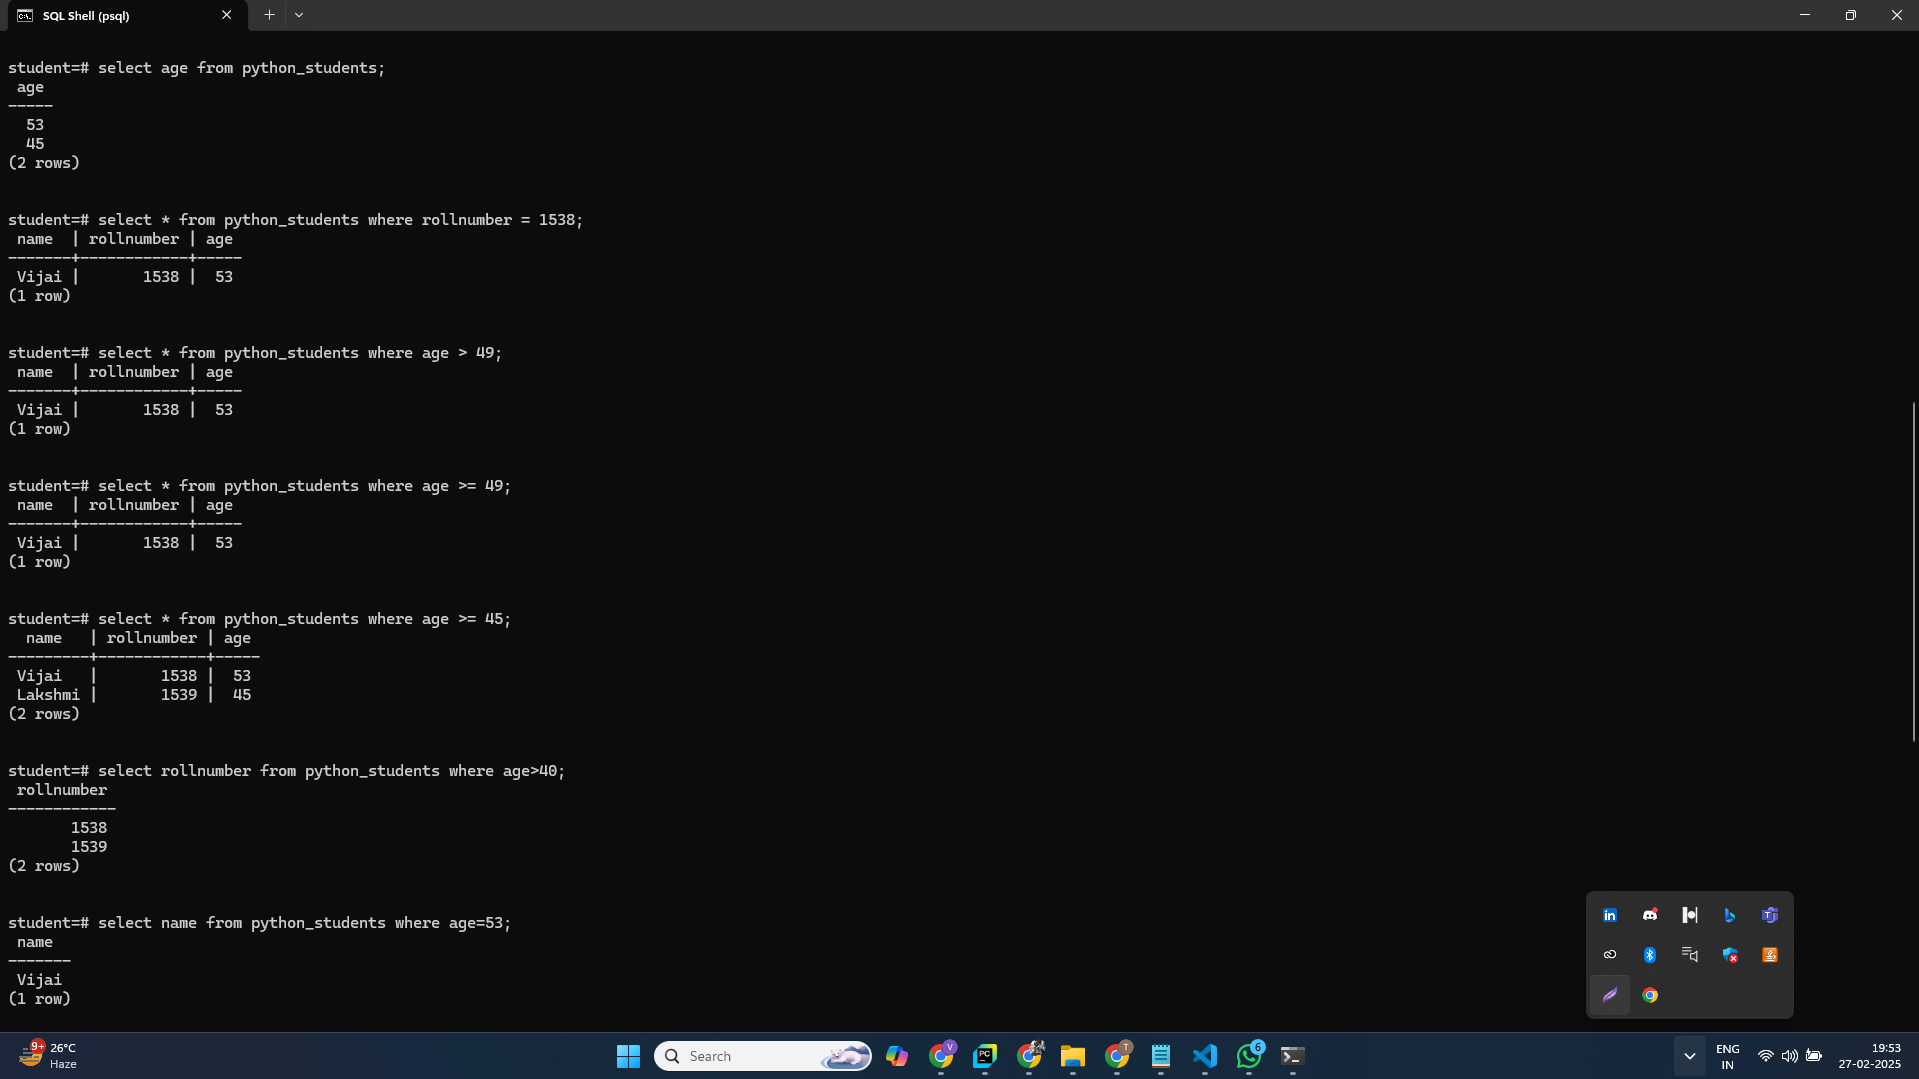 SQL Shell (psql)
student=# select age from python_students;
 age
-----
  53
  45
(2 rows)
student=# select * from python_students where rollnumber = 1538;
 name  | rollnumber | age
-------+------------+-----
 Vijai |       1538 |  53
(1 row)
student=# select * from python_students where age > 49;
 name  | rollnumber | age
-------+------------+-----
 Vijai |       1538 |  53
(1 row)
student=# select * from python_students where age >= 49;
 name  | rollnumber | age
-------+------------+-----
 Vijai |       1538 |  53
(1 row)
student=# select * from python_students where age >= 45;
  name   | rollnumber | age
---------+------------+-----
 Vijai   |       1538 |  53
 Lakshmi |       1539 |  45
(2 rows)
student=# select rollnumber from python_students where age>40;
 rollnumber
------------
       1538
       1539
(2 rows)
student=# select name from python_students where age=53;
 name
-------
 Vijai
(1 row)
9+
26°C
Haze
Search
V
PC
T
6
ENG
IN
19:53
27-02-2025